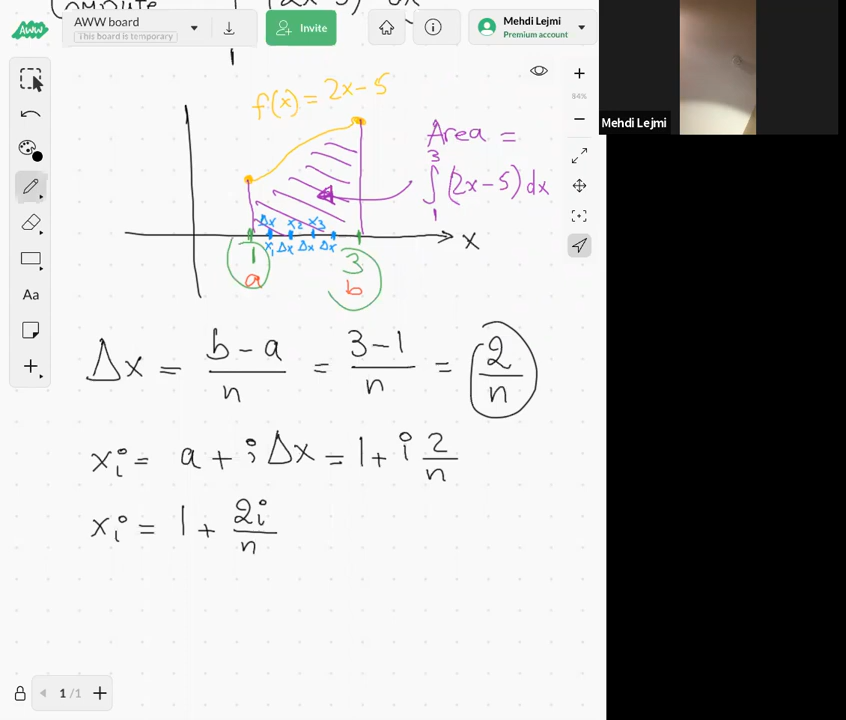 Compute
AWW board
This board is temporary
Invite
Mehdi Lejmi
Premium account
84%
Mehdi Lejmi
f(x) = 2x-5
Area =
∫₁³ (2x-5) dx
Δx x₂ x₃
x₁ Δx Δx Δx
x
1 3
a b
Δx = (b-a)/n = (3-1)/n = 2/n
xᵢ = a + i Δx = 1 + i 2/n
xᵢ = 1 + 2i/n
Aa
1 /1